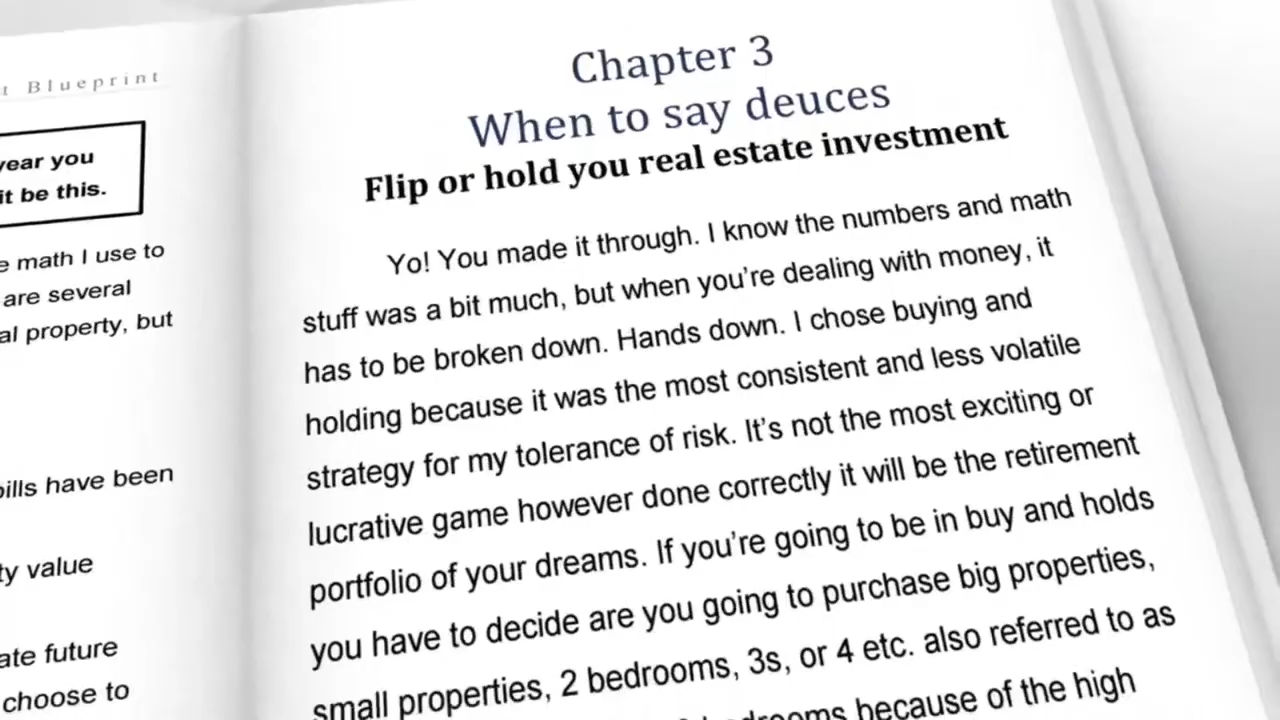 t Blueprint
year you
it be this.
e math I use to
are several
al property, but
bills have been
ty value
ate future
choose to
Chapter 3
When to say deuces
Flip or hold you real estate investment
Yo! You made it through. I know the numbers and math
stuff was a bit much, but when you're dealing with money, it
has to be broken down. Hands down. I chose buying and
holding because it was the most consistent and less volatile
strategy for my tolerance of risk. It's not the most exciting or
lucrative game however done correctly it will be the retirement
portfolio of your dreams. If you're going to be in buy and holds
you have to decide are you going to purchase big properties,
small properties, 2 bedrooms, 3s, or 4 etc. also referred to as
because of the high